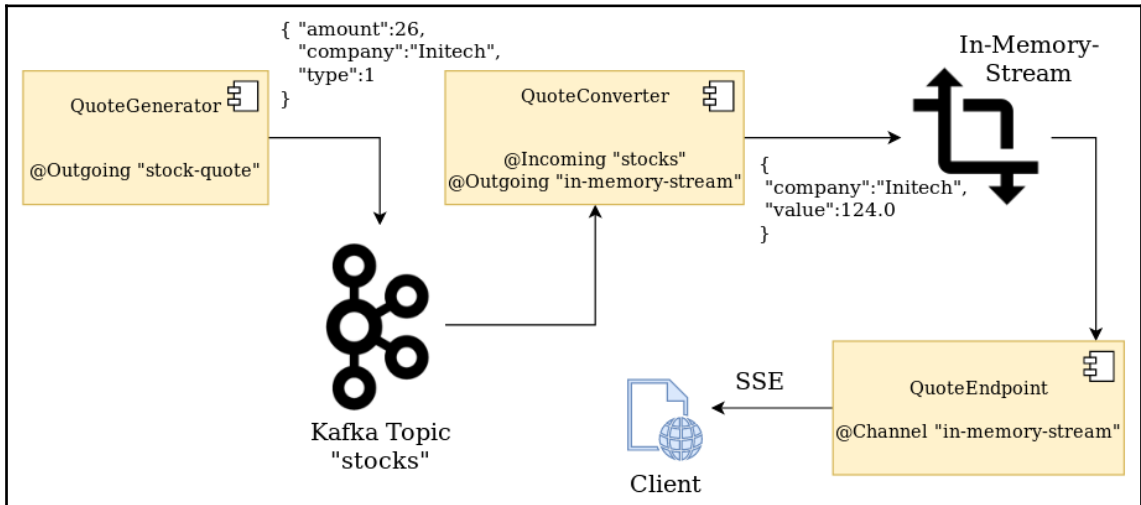 { "amount":26,
"company":"Initech",
"type":1
}
QuoteGenerator
@Outgoing "stock-quote"
QuoteConverter
@Incoming "stocks"
@Outgoing "in-memory-stream"
In-Memory-
Stream
{
"company":"Initech",
"value":124.0
}
Kafka Topic
"stocks"
QuoteEndpoint
@Channel "in-memory-stream"
SSE
Client